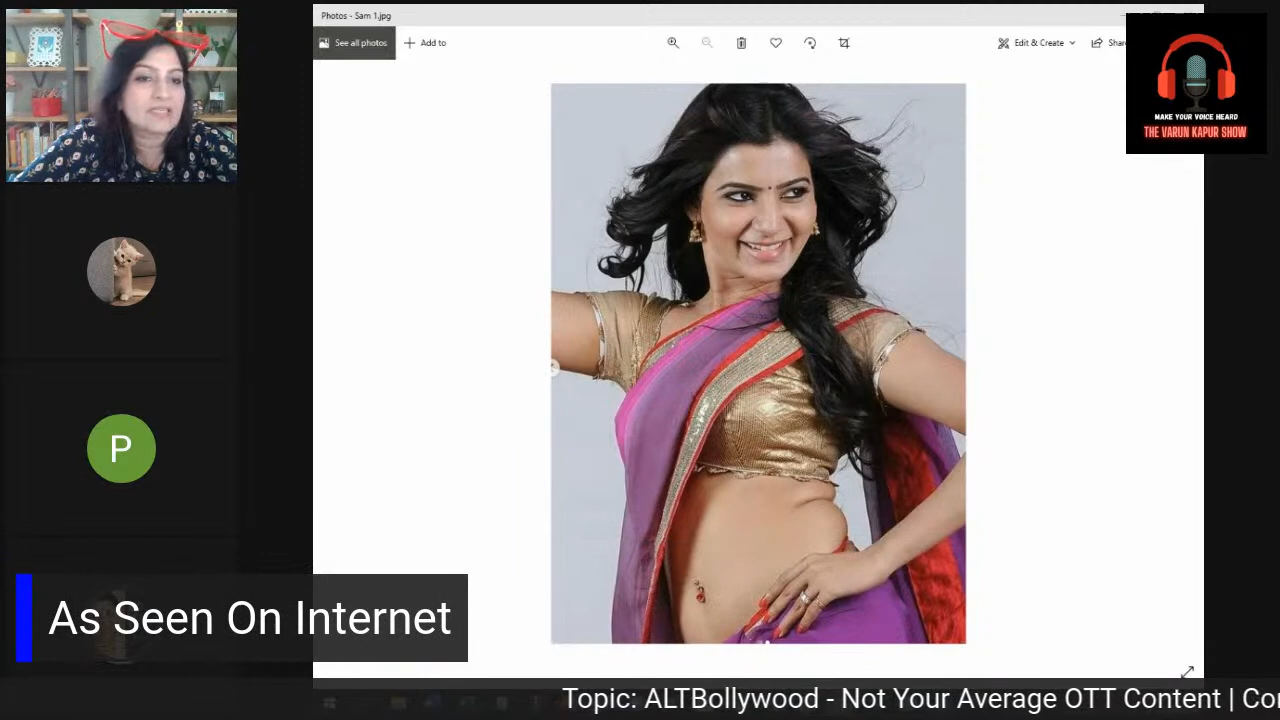 Photos - Sam 1.jpg
See all photos
Add to
Edit & Create
MAKE YOUR VOICE HEARD
THE VARUN KAPUR SHOW
P
As Seen On Internet
Topic: ALTBollywood - Not Your Average OTT Content |